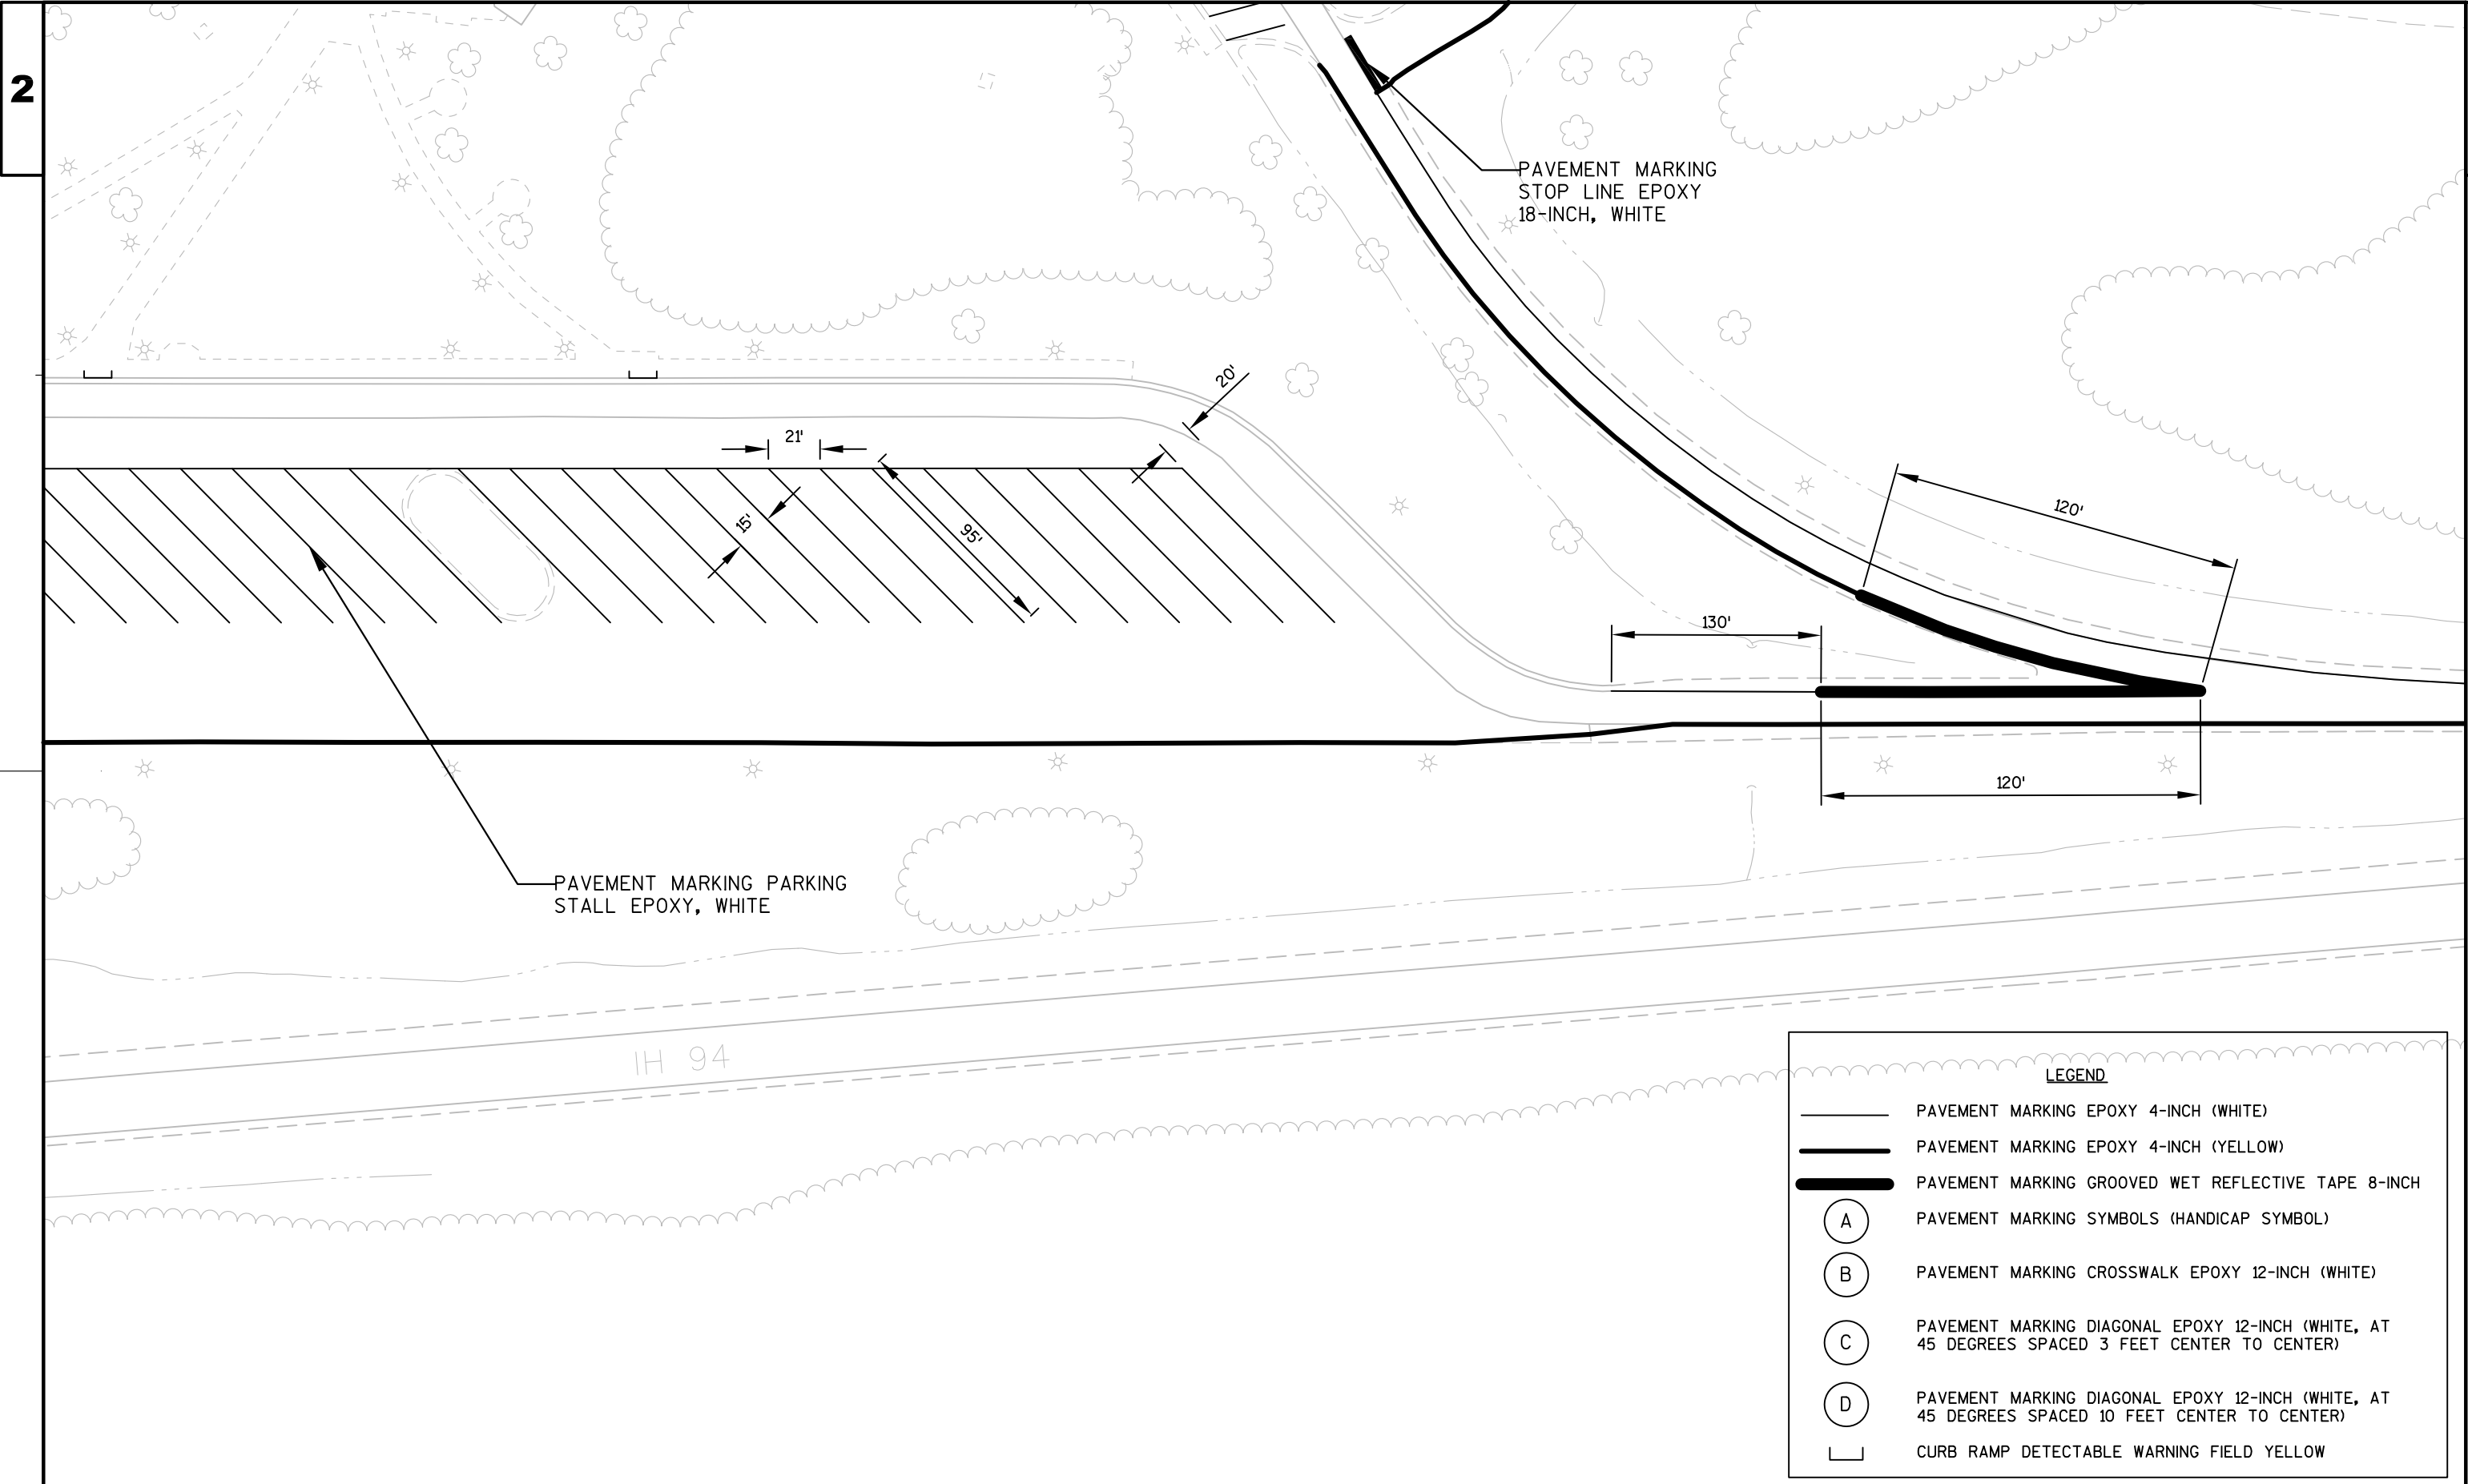 2
PAVEMENT MARKING
STOP LINE EPOXY
18-INCH, WHITE
20'
21'
15'
95'
120'
130'
120'
PAVEMENT MARKING PARKING
STALL EPOXY, WHITE
IH 94
LEGEND
PAVEMENT MARKING EPOXY 4-INCH (WHITE)
PAVEMENT MARKING EPOXY 4-INCH (YELLOW)
PAVEMENT MARKING GROOVED WET REFLECTIVE TAPE 8-INCH
A PAVEMENT MARKING SYMBOLS (HANDICAP SYMBOL)
B PAVEMENT MARKING CROSSWALK EPOXY 12-INCH (WHITE)
C PAVEMENT MARKING DIAGONAL EPOXY 12-INCH (WHITE, AT
45 DEGREES SPACED 3 FEET CENTER TO CENTER)
D PAVEMENT MARKING DIAGONAL EPOXY 12-INCH (WHITE, AT
45 DEGREES SPACED 10 FEET CENTER TO CENTER)
CURB RAMP DETECTABLE WARNING FIELD YELLOW